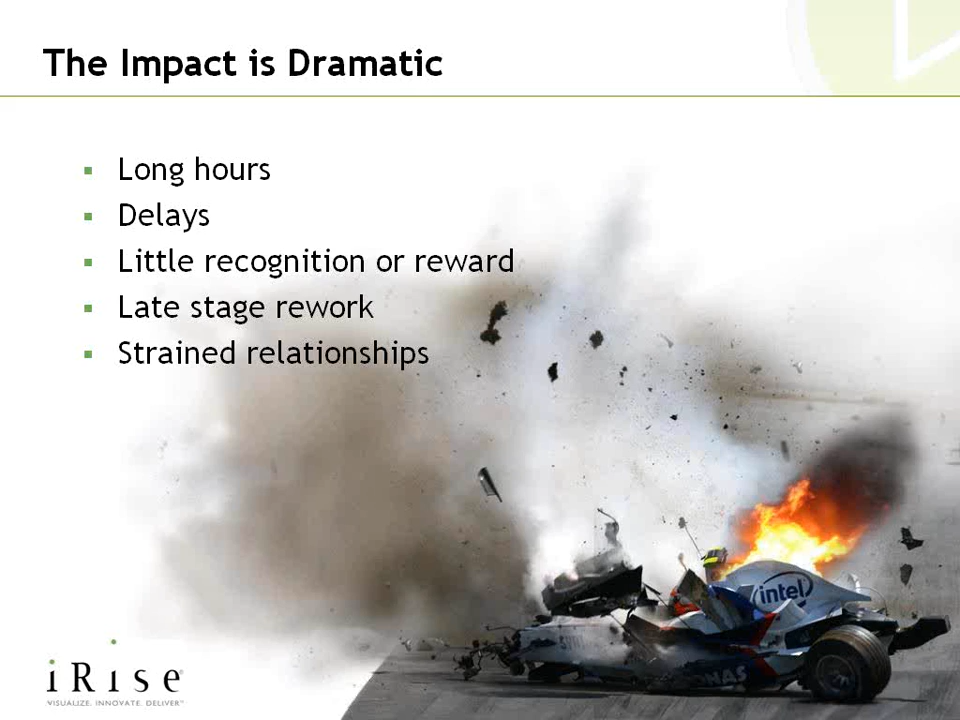 The Impact is Dramatic
Long hours
Delays
Little recognition or reward
Late stage rework
Strained relationships
intel
iRise®
VISUALIZE. INNOVATE. DELIVER™